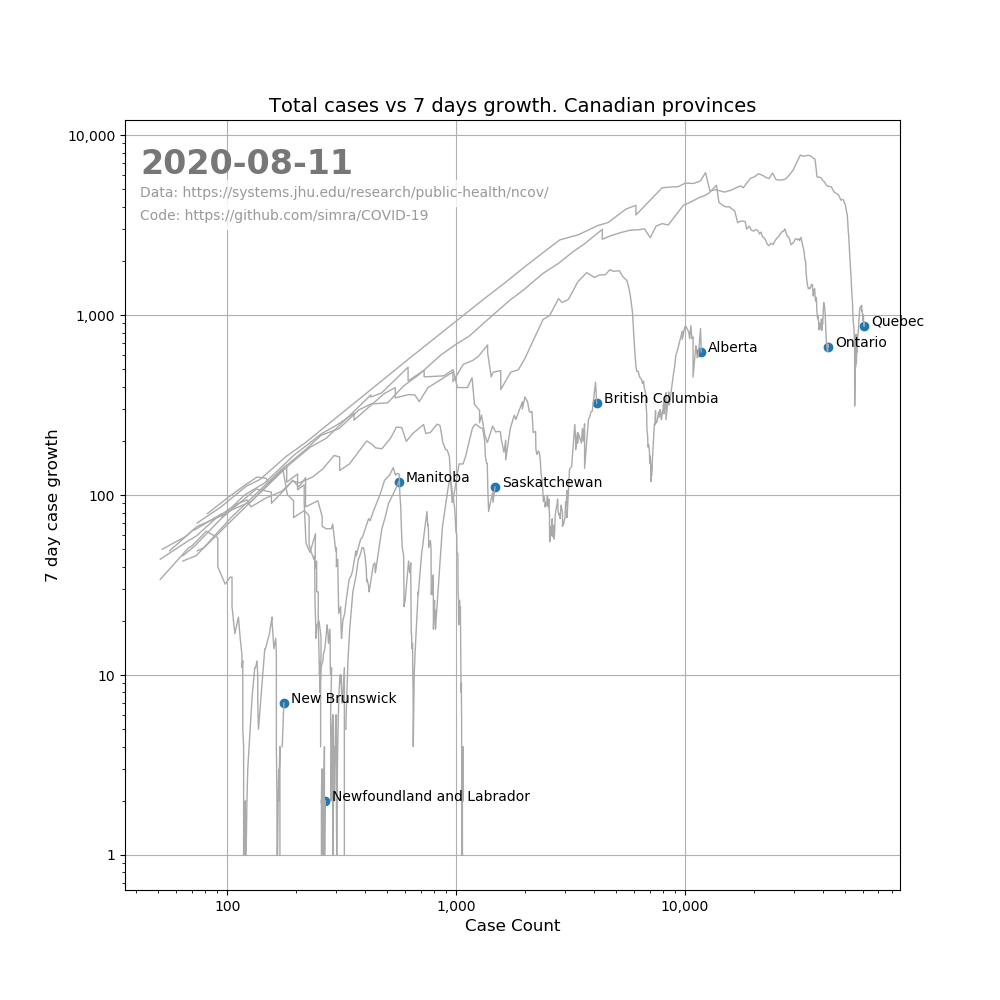 Total cases vs 7 days growth. Canadian provinces
10,000
2020-08-11
Data: https://systems.jhu.edu/research/public-health/ncov/
Code: https://github.com/simra/COVID-19
1,000
Quebec
Ontario
Alberta
British Columbia
7 day case growth
Manitoba
Saskatchewan
100
10
New Brunswick
Newfoundland and Labrador
1
100
1,000
10,000
Case Count